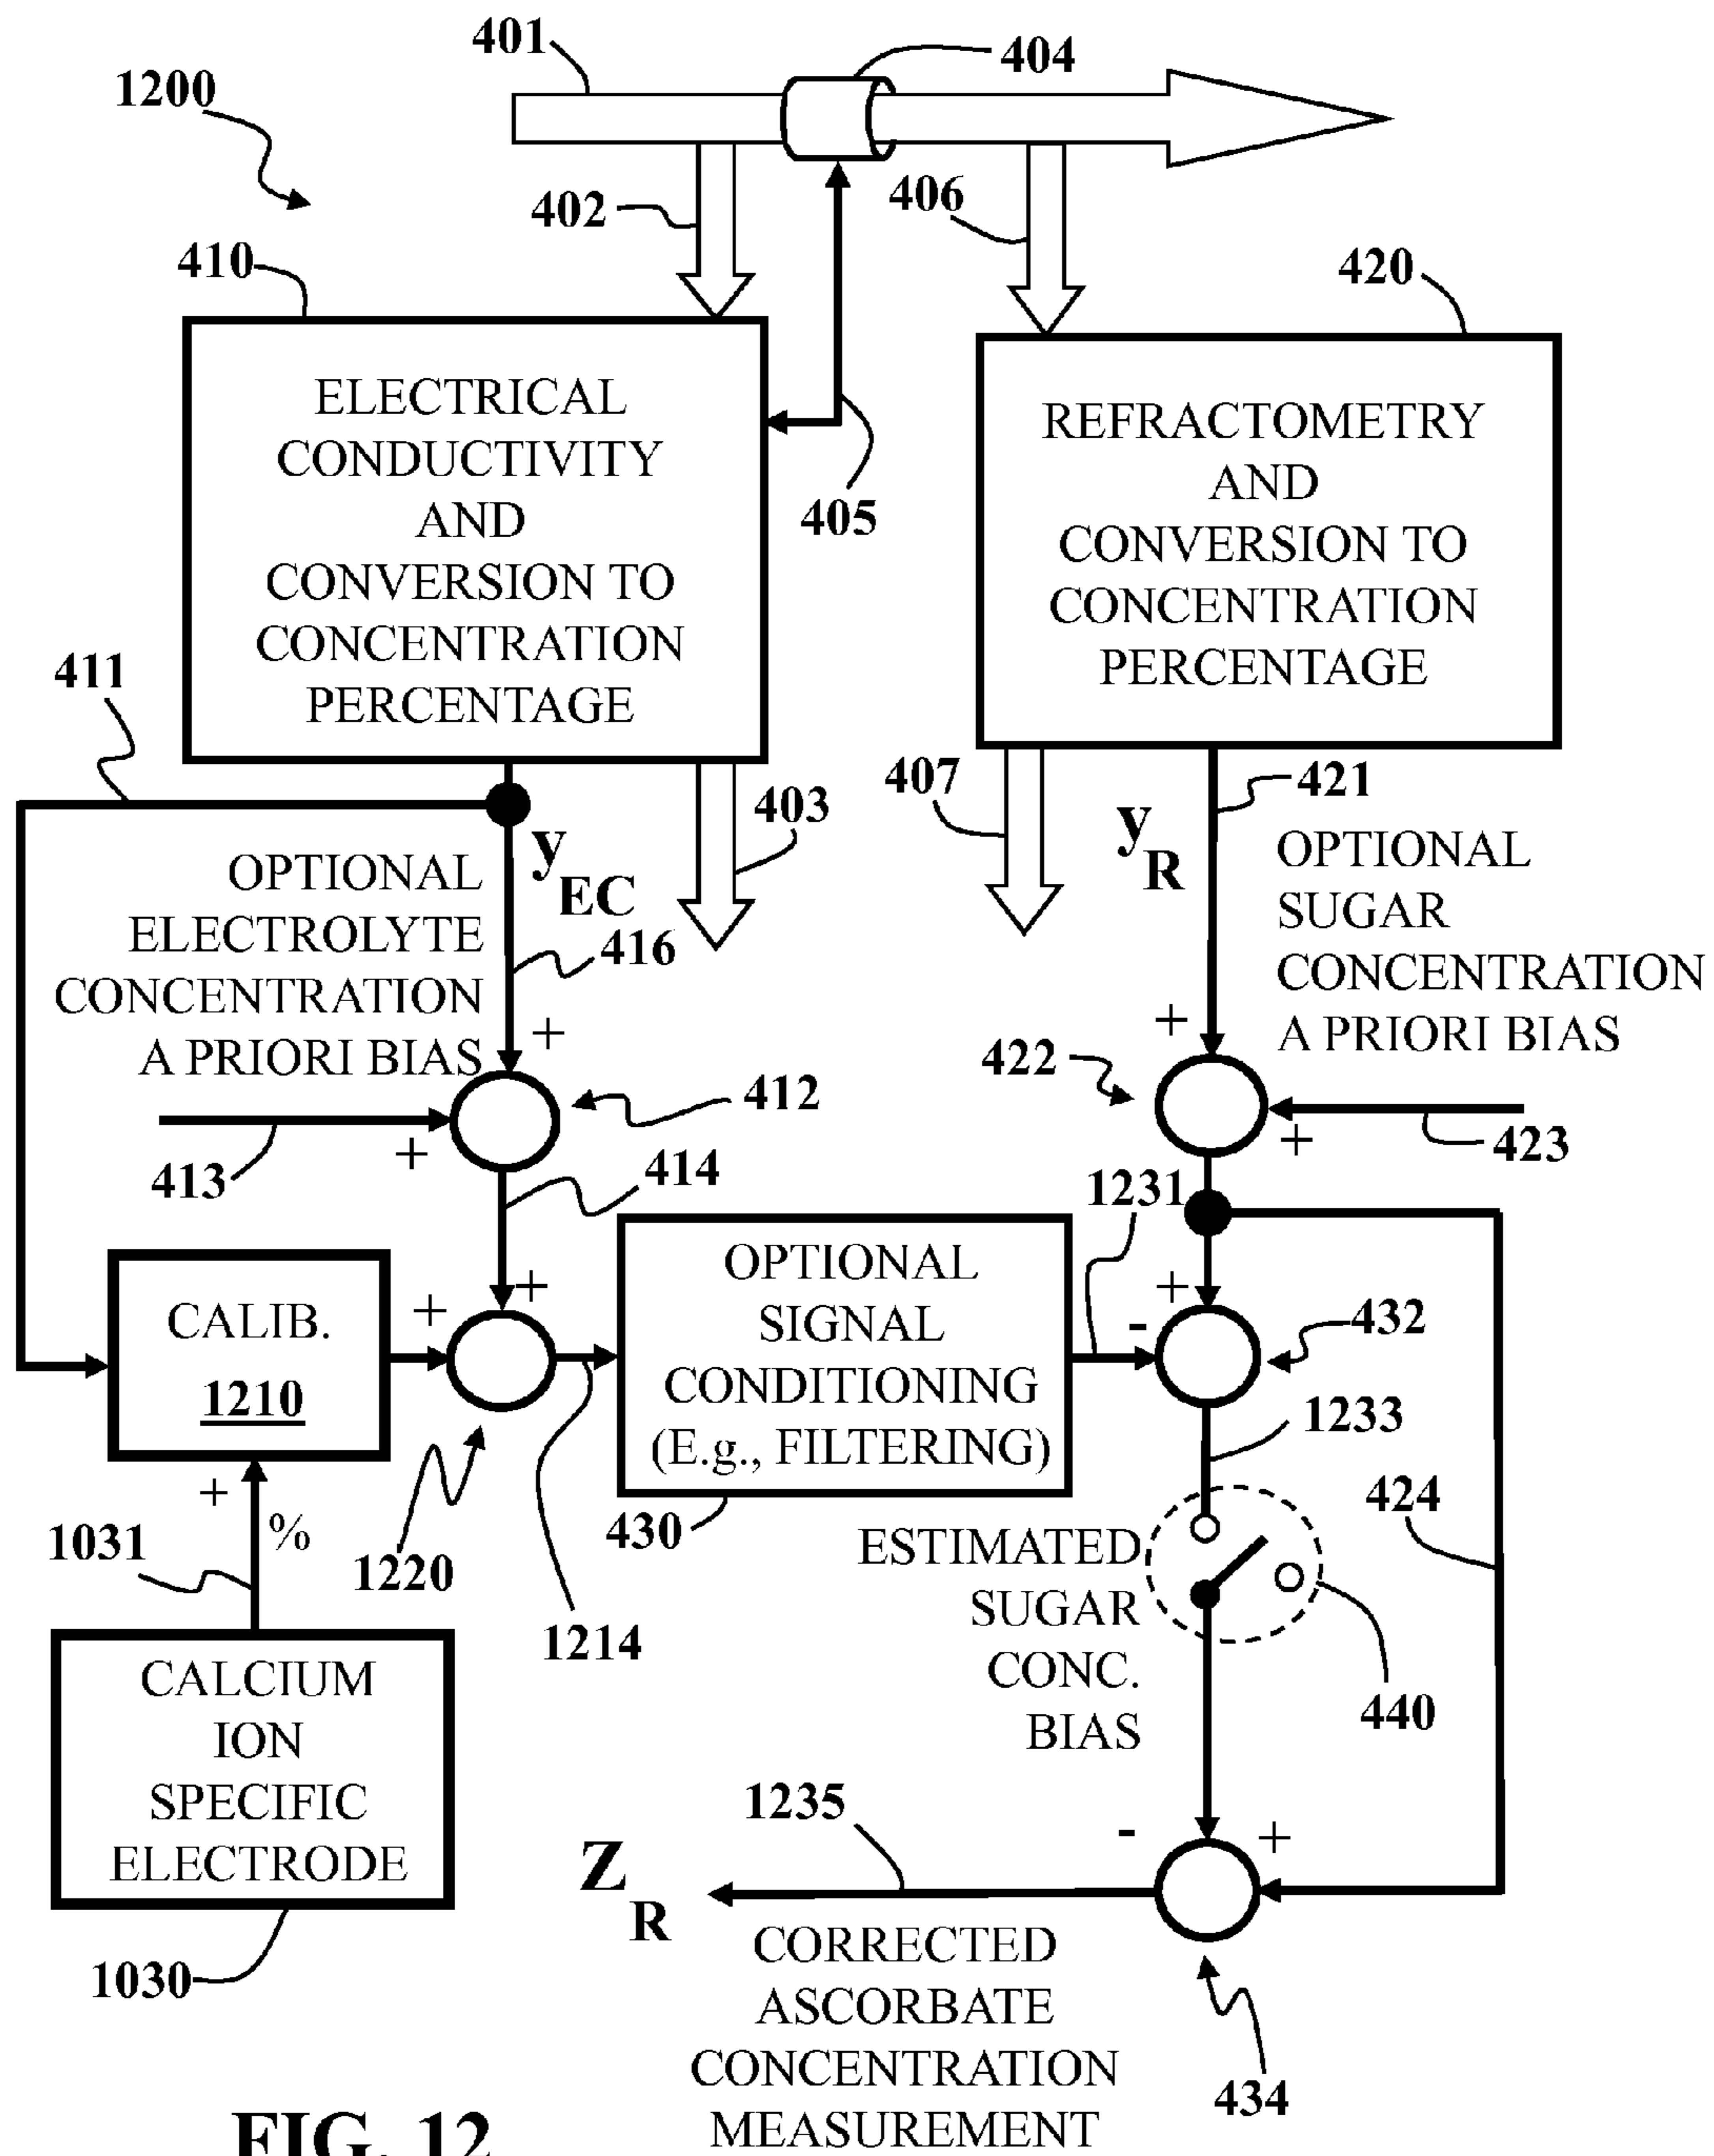 401
404
1200
402
406
410
420
ELECTRICAL
CONDUCTIVITY
AND
CONVERSION TO
CONCENTRATION
PERCENTAGE
405
REFRACTOMETRY
AND
CONVERSION TO
CONCENTRATION
PERCENTAGE
411
403
407
421
y EC
y R
OPTIONAL
ELECTROLYTE
CONCENTRATION
A PRIORI BIAS
416
+
OPTIONAL
SUGAR
CONCENTRATION
A PRIORI BIAS
+
412
422
413
+
414
+
423
1231
CALIB.
1210
+
+
OPTIONAL
SIGNAL
CONDITIONING
(E.g., FILTERING)
+
-
432
1233
424
+
%
1031
1220
1214
430
ESTIMATED
SUGAR
CONC.
BIAS
440
CALCIUM
ION
SPECIFIC
ELECTRODE
1030
1235
-
+
Z R
CORRECTED
ASCORBATE
CONCENTRATION
MEASUREMENT
434
FIG. 12